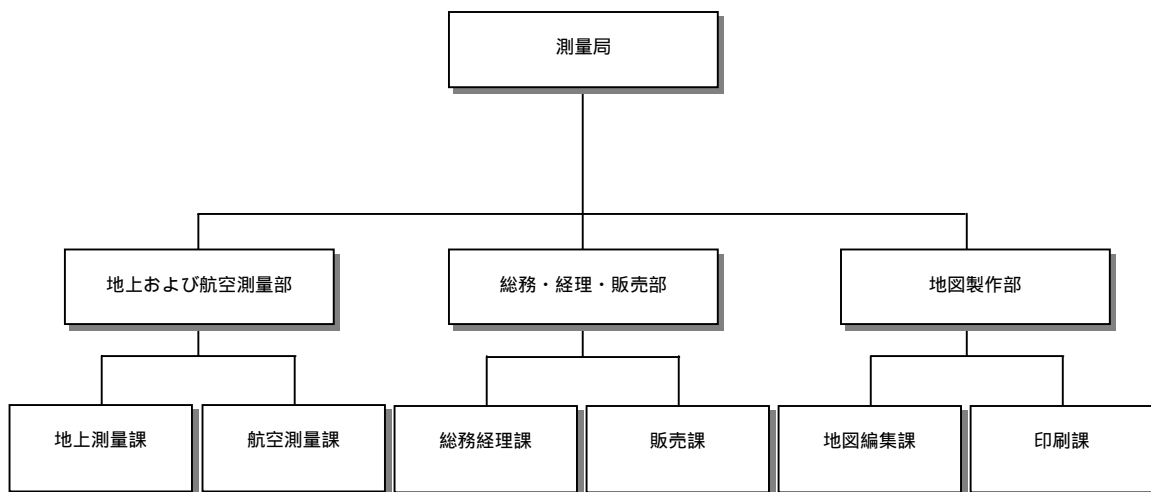 測量局
地上および航空測量部
総務・経理・販売部
地図製作部
地上測量課
航空測量課
総務経理課
販売課
地図編集課
印刷課